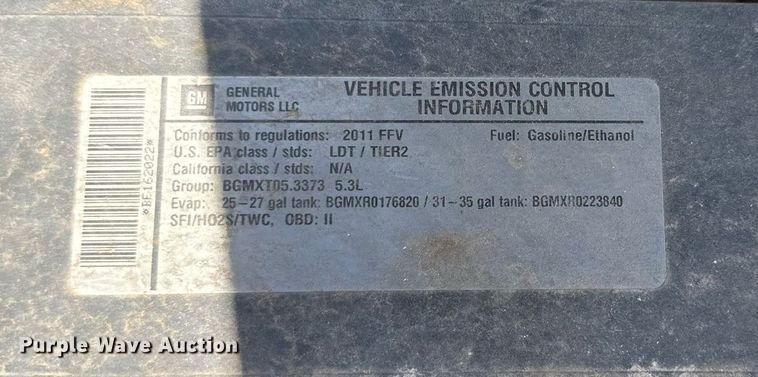 GM
GENERAL MOTORS LLC
VEHICLE EMISSION CONTROL INFORMATION
Conforms to regulations: 2011 FFV Fuel: Gasoline/Ethanol
U.S. EPA class / stds: LDT / TIER2
California class / stds: N/A
Group: BGMXT05.3373 5.3L
Evap: 25-27 gal tank: BGMXR0176820 / 31-35 gal tank: BGMXR0223840
SFI/HO2S/TWC, OBD: II
*BE162022*
Purple Wave Auction